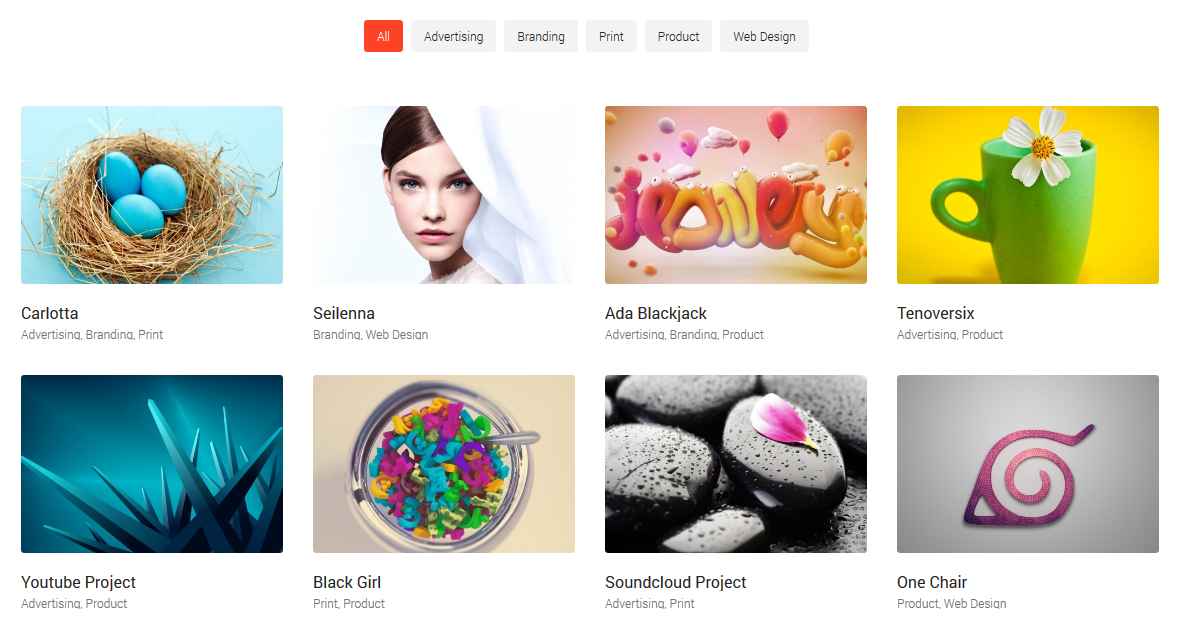 All Advertising Branding Print Product Web Design
Carlotta Seilenna Ada Blackjack Tenoversix
Advertising, Branding, Print Branding, Web Design Advertising, Branding, Product Advertising, Product
Youtube Project Black Girl Soundcloud Project One Chair
Advertising, Product Print, Product Advertising, Print Product, Web Design